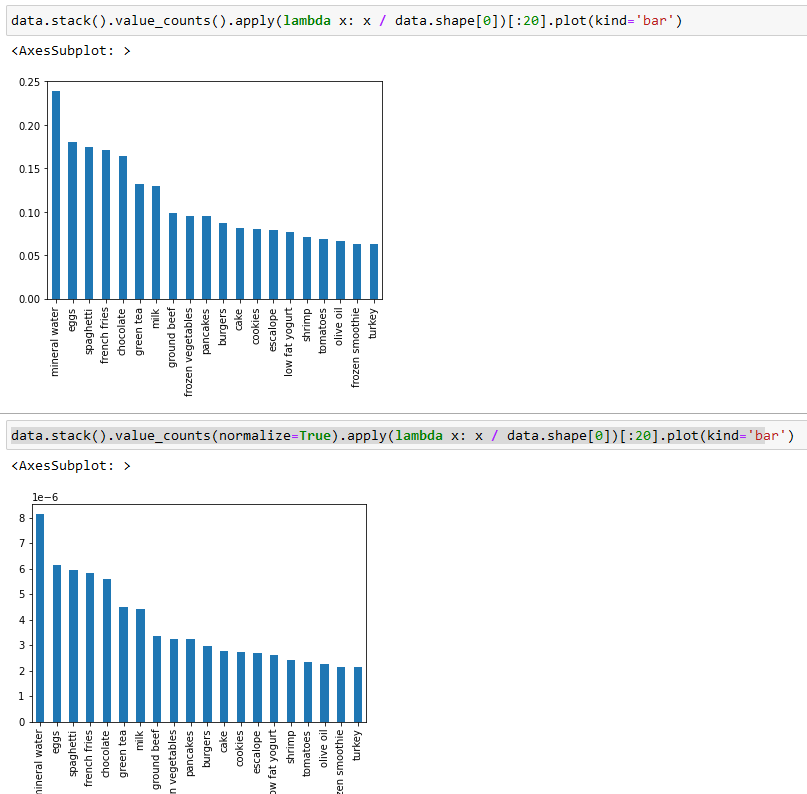 data.stack().value_counts().apply(lambda x: x / data.shape[0])[:20].plot(kind='bar')
<AxesSubplot: >
0.25
0.20
0.15
0.10
0.05
0.00
mineral water
eggs
spaghetti
french fries
chocolate
green tea
milk
ground beef
frozen vegetables
pancakes
burgers
cake
cookies
escalope
low fat yogurt
shrimp
tomatoes
olive oil
frozen smoothie
turkey
data.stack().value_counts(normalize=True).apply(lambda x: x / data.shape[0])[:20].plot(kind='bar')
<AxesSubplot: >
1e−6
8
7
6
5
4
3
2
1
0
mineral water
eggs
spaghetti
french fries
chocolate
green tea
milk
ground beef
n vegetables
pancakes
burgers
cake
cookies
escalope
ow fat yogurt
shrimp
tomatoes
olive oil
zen smoothie
turkey